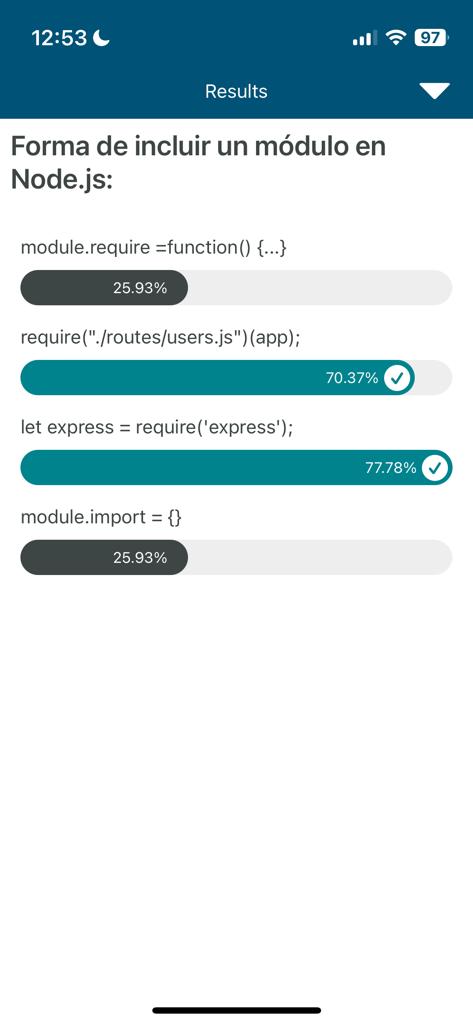 12:53
97
Results
Forma de incluir un módulo en
Node.js:
module.require =function() {...}
25.93%
require("./routes/users.js")(app);
70.37%
let express = require('express');
77.78%
module.import = {}
25.93%